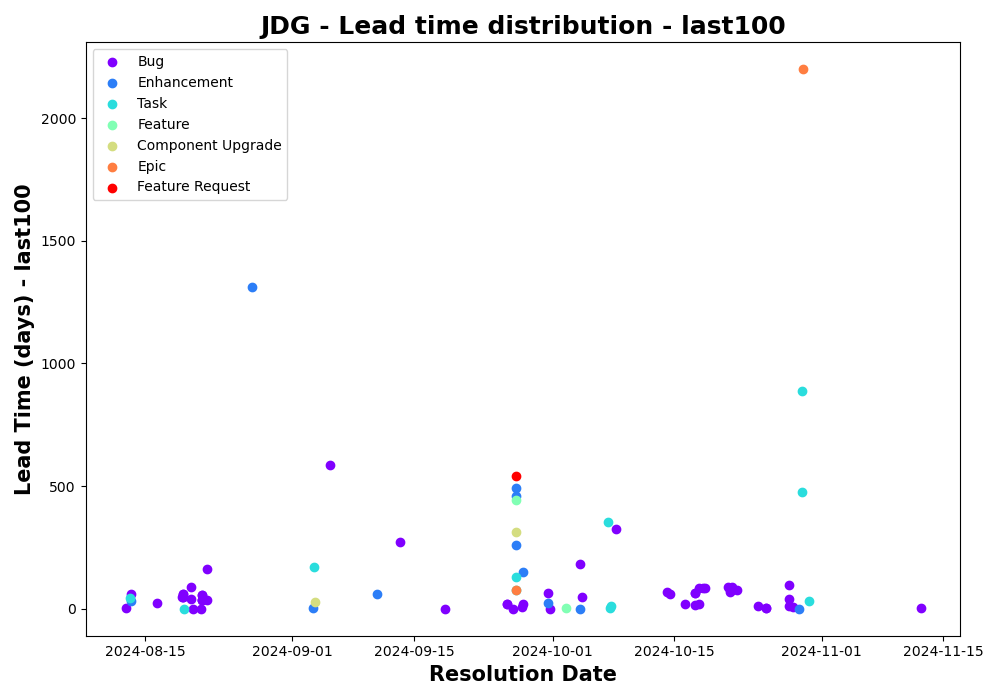 JDG - Lead time distribution - last100
Bug
Enhancement
Task
Feature
Component Upgrade
Epic
Feature Request
Lead Time (days) - last100
2000
1500
1000
500
0
2024-08-15 2024-09-01 2024-09-15 2024-10-01 2024-10-15 2024-11-01 2024-11-15
Resolution Date